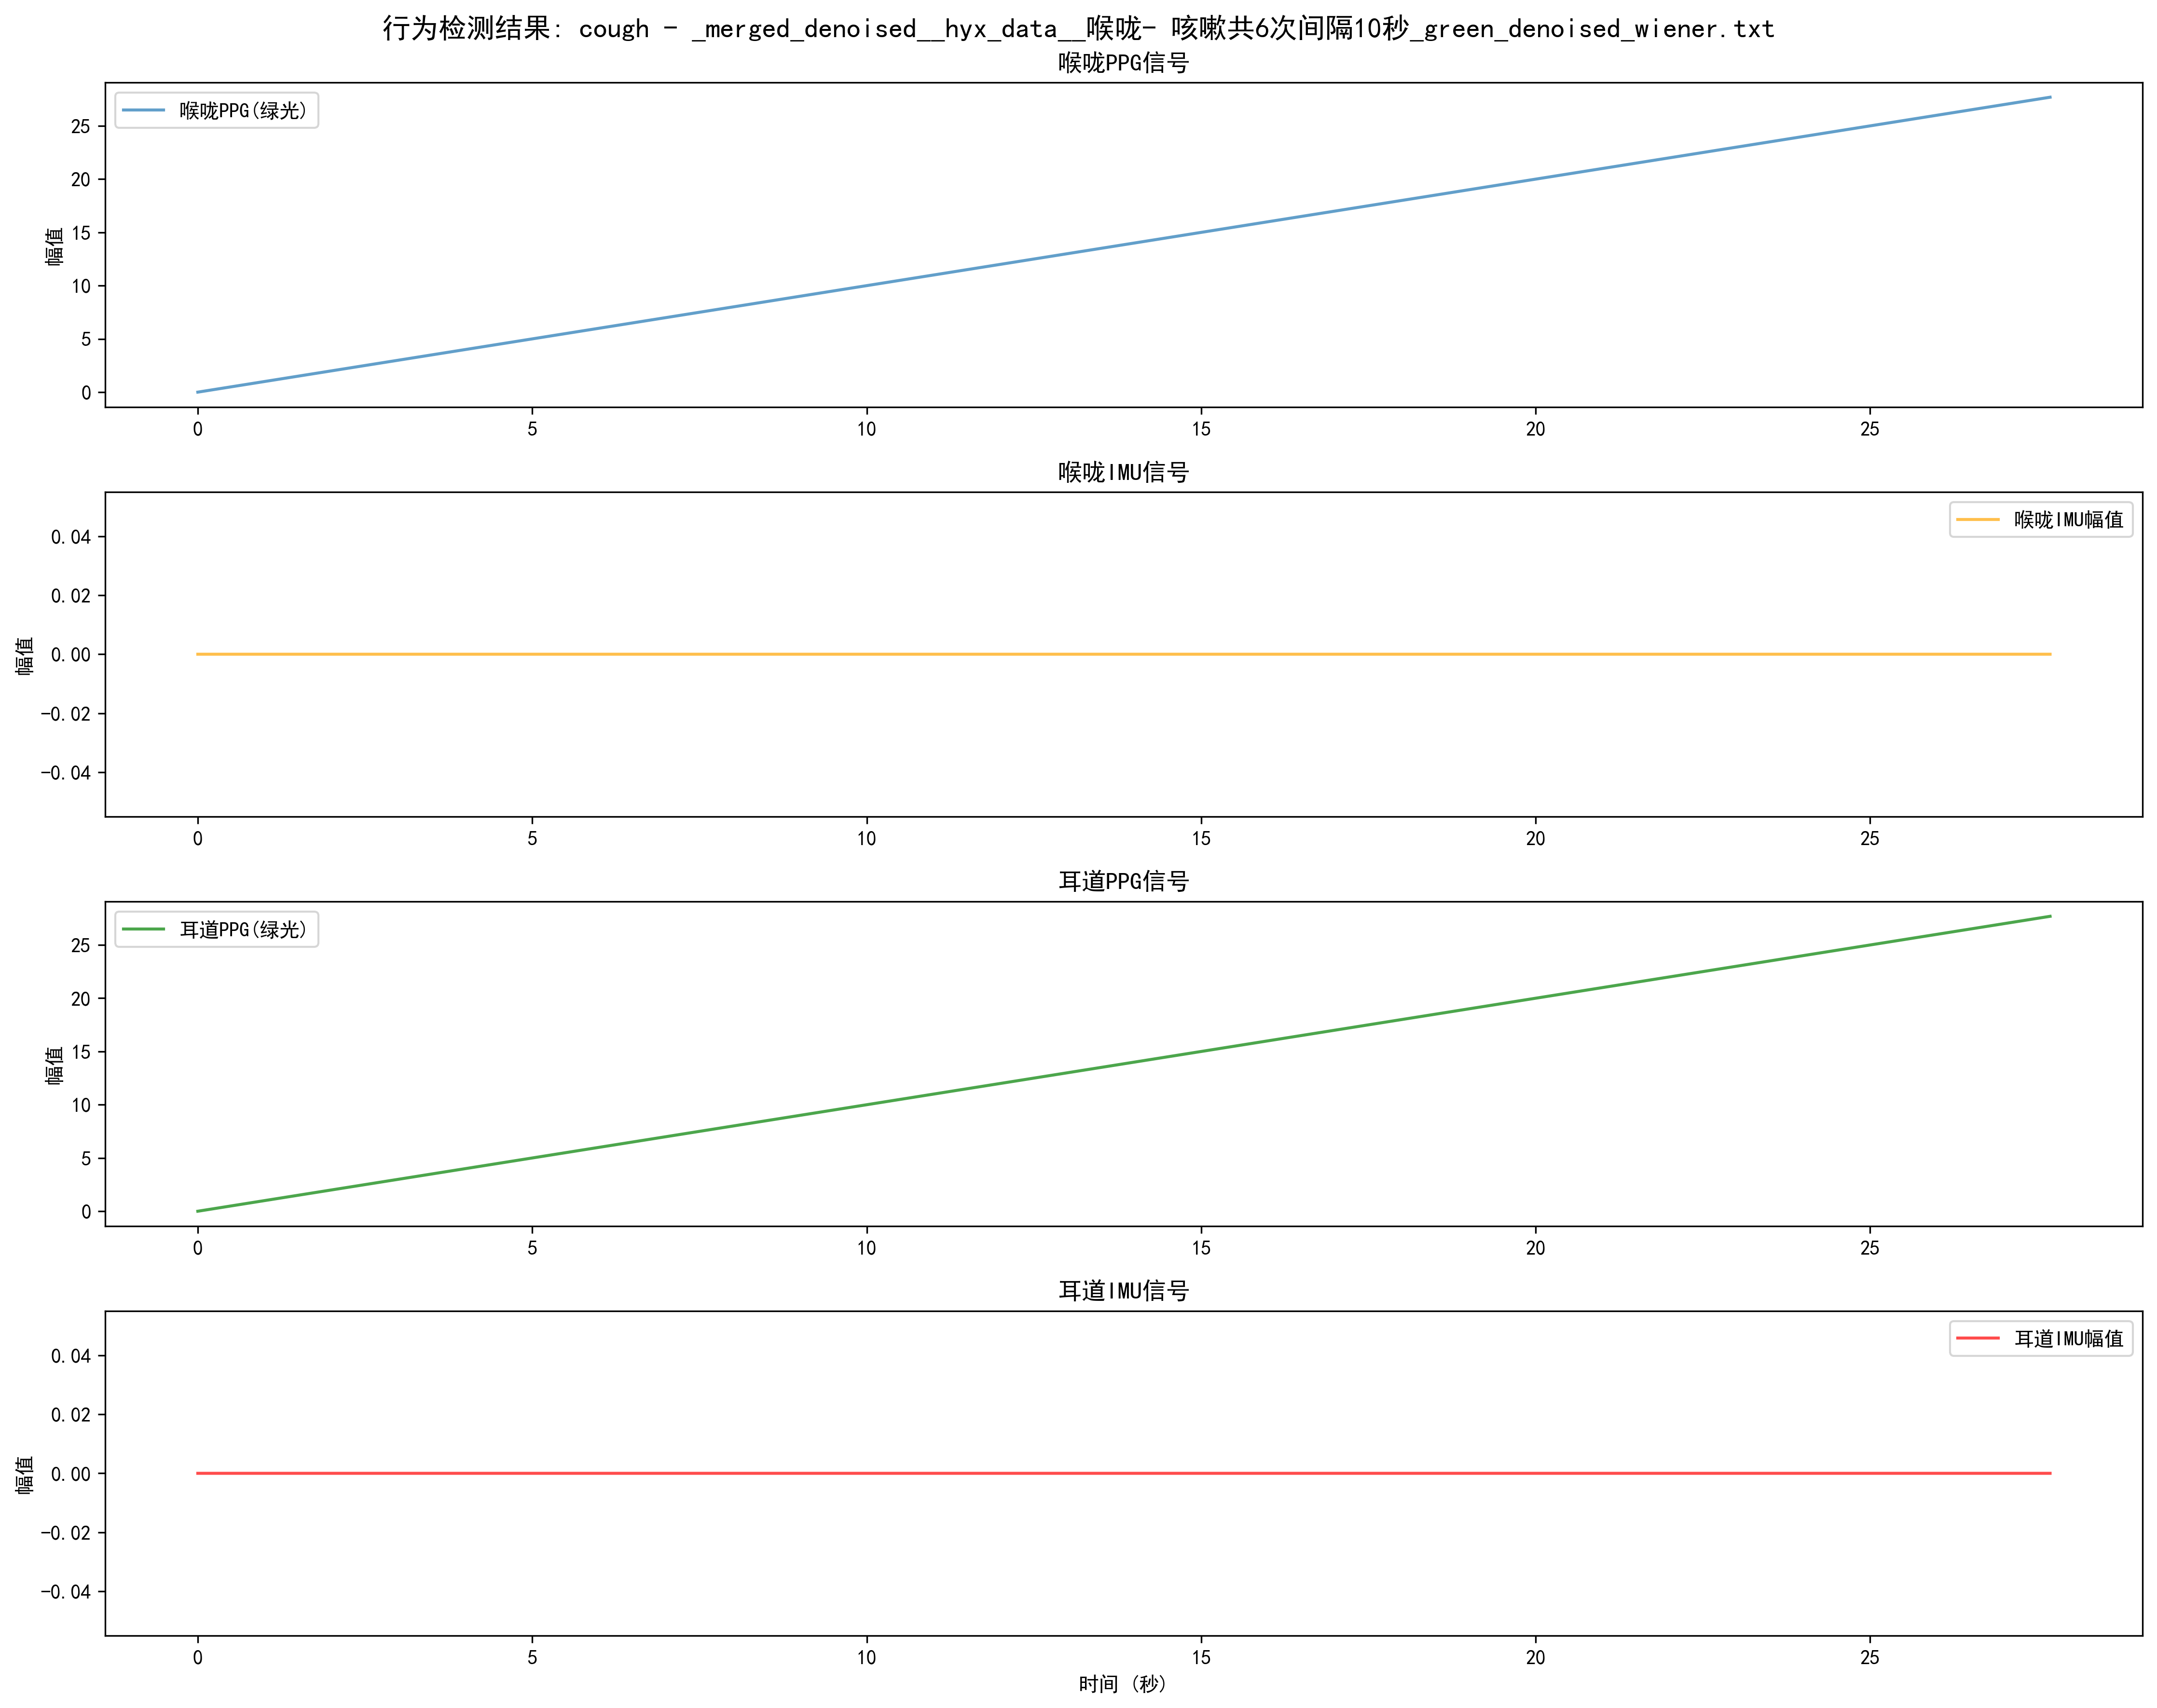 行为检测结果: cough - _merged_denoised__hyx_data__喉咙- 咳嗽共6次间隔10秒_green_denoised_wiener.txt
喉咙PPG信号
喉咙PPG(绿光)
25
20
15
10
5
0
幅值
0 5 10 15 20 25
喉咙IMU信号
喉咙IMU幅值
0.04
0.02
0.00
-0.02
-0.04
幅值
0 5 10 15 20 25
耳道PPG信号
耳道PPG(绿光)
25
20
15
10
5
0
幅值
0 5 10 15 20 25
耳道IMU信号
耳道IMU幅值
0.04
0.02
0.00
-0.02
-0.04
幅值
0 5 10 15 20 25
时间 (秒)